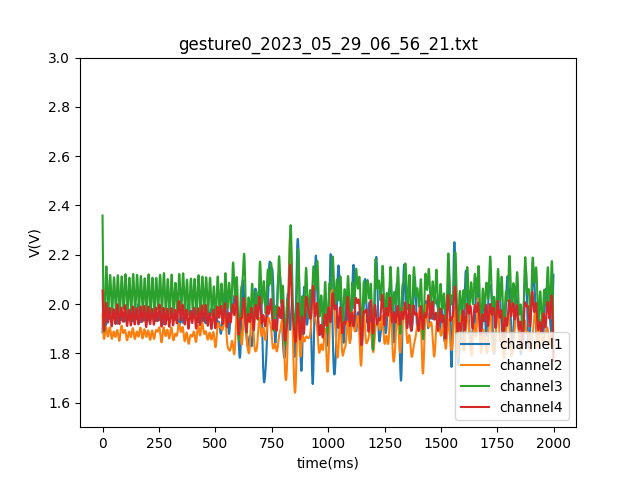 gesture0_2023_05_29_06_56_21.txt
3.0
2.8
2.6
2.4
2.2
2.0
1.8
1.6
V(V)
channel1
channel2
channel3
channel4
0 250 500 750 1000 1250 1500 1750 2000
time(ms)